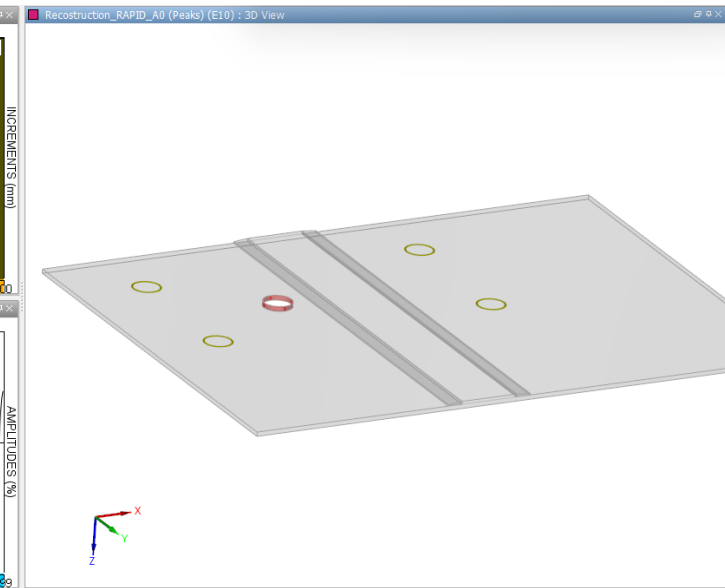 Recostruction_RAPID_A0 (Peaks) (E10) : 3D View
INCREMENTS (mm)
AMPLITUDES (%)
X
Y
Z